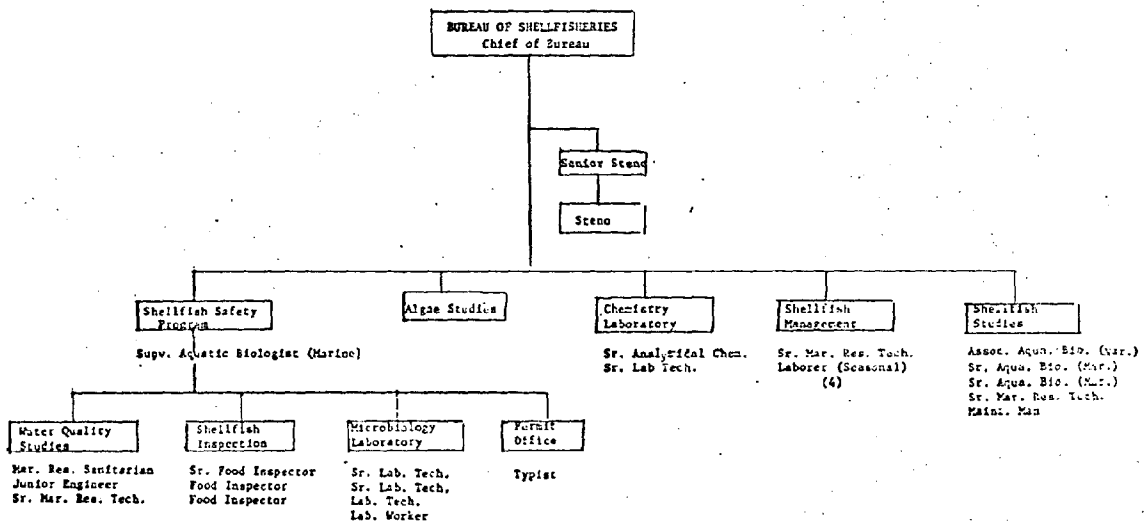 BUREAU OF SHELLFISHERIES
Chief of Bureau
Senior Steno
Steno
Shellfish Safety
Program
Algae Studies
Chemistry
Laboratory
Shellfish
Management
Shellfish
Studies
Supv. Aquatic Biologist (Marine)
Sr. Analytical Chem.
Sr. Lab Tech.
Sr. Mar. Res. Tech.
Laborer (Seasonal)
(4)
Assoc. Aqua. Bio. (Mar.)
Sr. Aqua. Bio. (Mar.)
Sr. Aqua. Bio. (Mar.)
Sr. Mar. Res. Tech.
Maint. Man
Water Quality
Studies
Shellfish
Inspection
Microbiology
Laboratory
Permit
Office
Mar. Res. Sanitarian
Junior Engineer
Sr. Mar. Res. Tech.
Sr. Food Inspector
Food Inspector
Food Inspector
Sr. Lab. Tech.
Sr. Lab. Tech.
Lab. Tech.
Lab. Worker
Typist